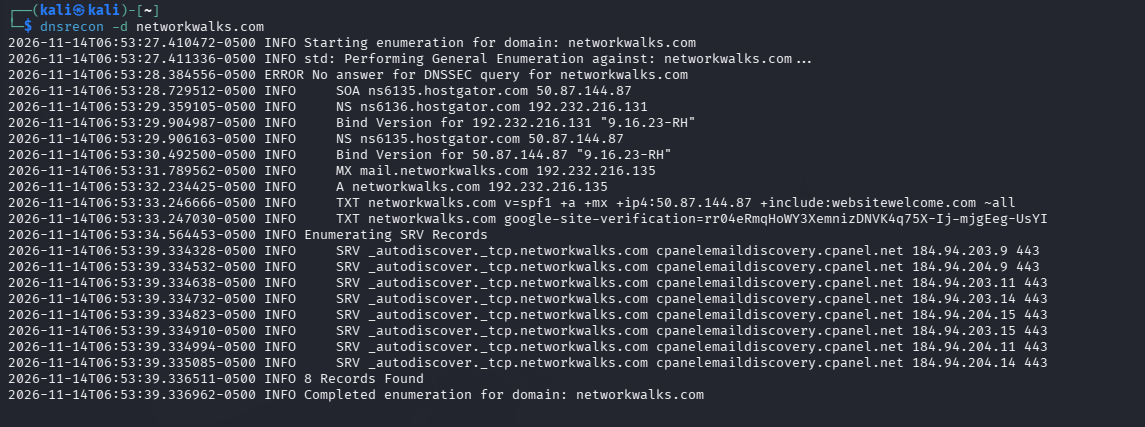 ┌──(kali㉿kali)-[~]
└─$ dnsrecon -d networkwalks.com
2026-11-14T06:53:27.410472-0500 INFO Starting enumeration for domain: networkwalks.com
2026-11-14T06:53:27.411336-0500 INFO std: Performing General Enumeration against: networkwalks.com...
2026-11-14T06:53:28.384556-0500 ERROR No answer for DNSSEC query for networkwalks.com
2026-11-14T06:53:28.729512-0500 INFO     SOA ns6135.hostgator.com 50.87.144.87
2026-11-14T06:53:29.359105-0500 INFO     NS ns6136.hostgator.com 192.232.216.131
2026-11-14T06:53:29.904987-0500 INFO     Bind Version for 192.232.216.131 "9.16.23-RH"
2026-11-14T06:53:29.906163-0500 INFO     NS ns6135.hostgator.com 50.87.144.87
2026-11-14T06:53:30.492500-0500 INFO     Bind Version for 50.87.144.87 "9.16.23-RH"
2026-11-14T06:53:31.789562-0500 INFO     MX mail.networkwalks.com 192.232.216.135
2026-11-14T06:53:32.234425-0500 INFO     A networkwalks.com 192.232.216.135
2026-11-14T06:53:33.246666-0500 INFO     TXT networkwalks.com v=spf1 +a +mx +ip4:50.87.144.87 +include:websitewelcome.com ~all
2026-11-14T06:53:33.247030-0500 INFO     TXT networkwalks.com google-site-verification=rr04eRmqHoWY3XemnizDNVK4q75X-Ij-mjgEeg-UsYI
2026-11-14T06:53:34.564453-0500 INFO Enumerating SRV Records
2026-11-14T06:53:39.334328-0500 INFO     SRV _autodiscover._tcp.networkwalks.com cpanelemaildiscovery.cpanel.net 184.94.203.9 443
2026-11-14T06:53:39.334532-0500 INFO     SRV _autodiscover._tcp.networkwalks.com cpanelemaildiscovery.cpanel.net 184.94.204.9 443
2026-11-14T06:53:39.334638-0500 INFO     SRV _autodiscover._tcp.networkwalks.com cpanelemaildiscovery.cpanel.net 184.94.203.11 443
2026-11-14T06:53:39.334732-0500 INFO     SRV _autodiscover._tcp.networkwalks.com cpanelemaildiscovery.cpanel.net 184.94.203.14 443
2026-11-14T06:53:39.334823-0500 INFO     SRV _autodiscover._tcp.networkwalks.com cpanelemaildiscovery.cpanel.net 184.94.204.15 443
2026-11-14T06:53:39.334910-0500 INFO     SRV _autodiscover._tcp.networkwalks.com cpanelemaildiscovery.cpanel.net 184.94.203.15 443
2026-11-14T06:53:39.334994-0500 INFO     SRV _autodiscover._tcp.networkwalks.com cpanelemaildiscovery.cpanel.net 184.94.204.11 443
2026-11-14T06:53:39.335085-0500 INFO     SRV _autodiscover._tcp.networkwalks.com cpanelemaildiscovery.cpanel.net 184.94.204.14 443
2026-11-14T06:53:39.336511-0500 INFO 8 Records Found
2026-11-14T06:53:39.336962-0500 INFO Completed enumeration for domain: networkwalks.com